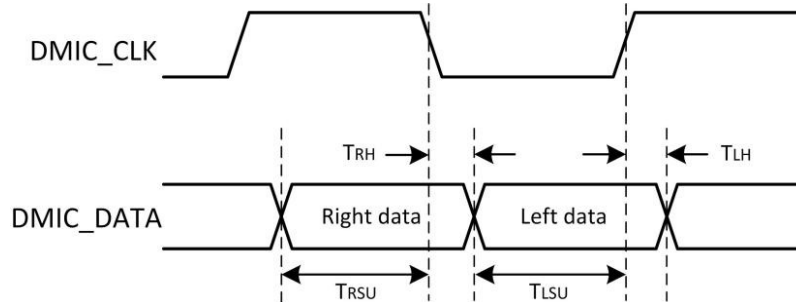 DMIC_CLK
TRH
TLH
DMIC_DATA
Right data
Left data
TRSU
TLSU